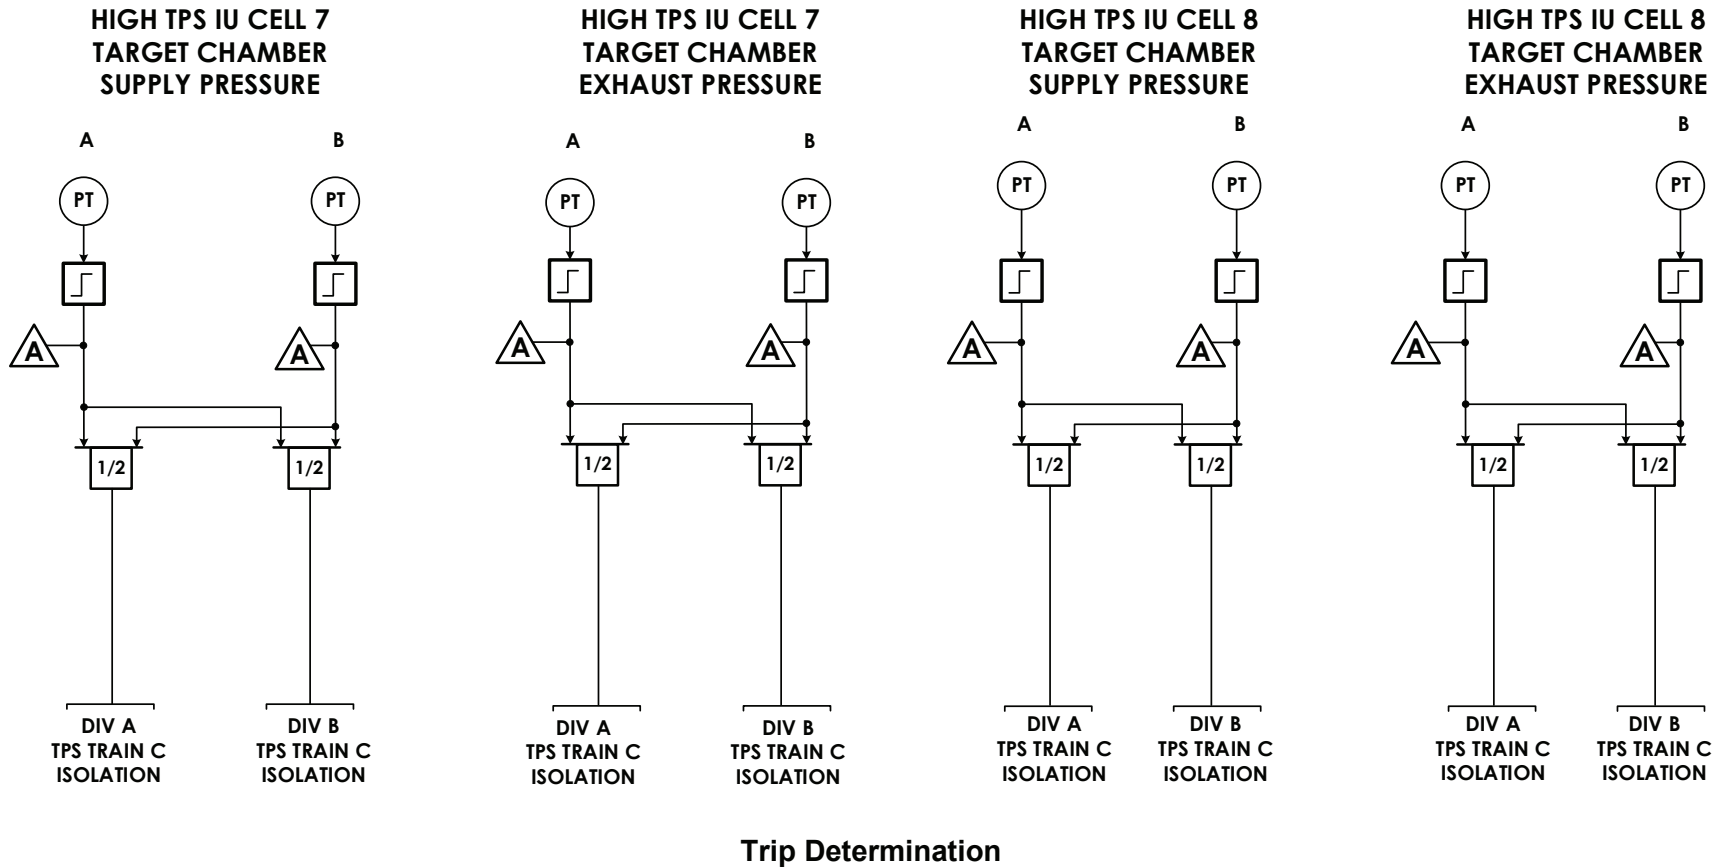 HIGH TPS IU CELL 7
TARGET CHAMBER
SUPPLY PRESSURE
A
B
PT
PT
A
A
1/2
1/2
DIV A
TPS TRAIN C
ISOLATION
DIV B
TPS TRAIN C
ISOLATION
HIGH TPS IU CELL 7
TARGET CHAMBER
EXHAUST PRESSURE
A
B
PT
PT
A
A
1/2
1/2
DIV A
TPS TRAIN C
ISOLATION
DIV B
TPS TRAIN C
ISOLATION
HIGH TPS IU CELL 8
TARGET CHAMBER
SUPPLY PRESSURE
A
B
PT
PT
A
A
1/2
1/2
DIV A
TPS TRAIN C
ISOLATION
DIV B
TPS TRAIN C
ISOLATION
HIGH TPS IU CELL 8
TARGET CHAMBER
EXHAUST PRESSURE
A
B
PT
PT
A
A
1/2
1/2
DIV A
TPS TRAIN C
ISOLATION
DIV B
TPS TRAIN C
ISOLATION
Trip Determination